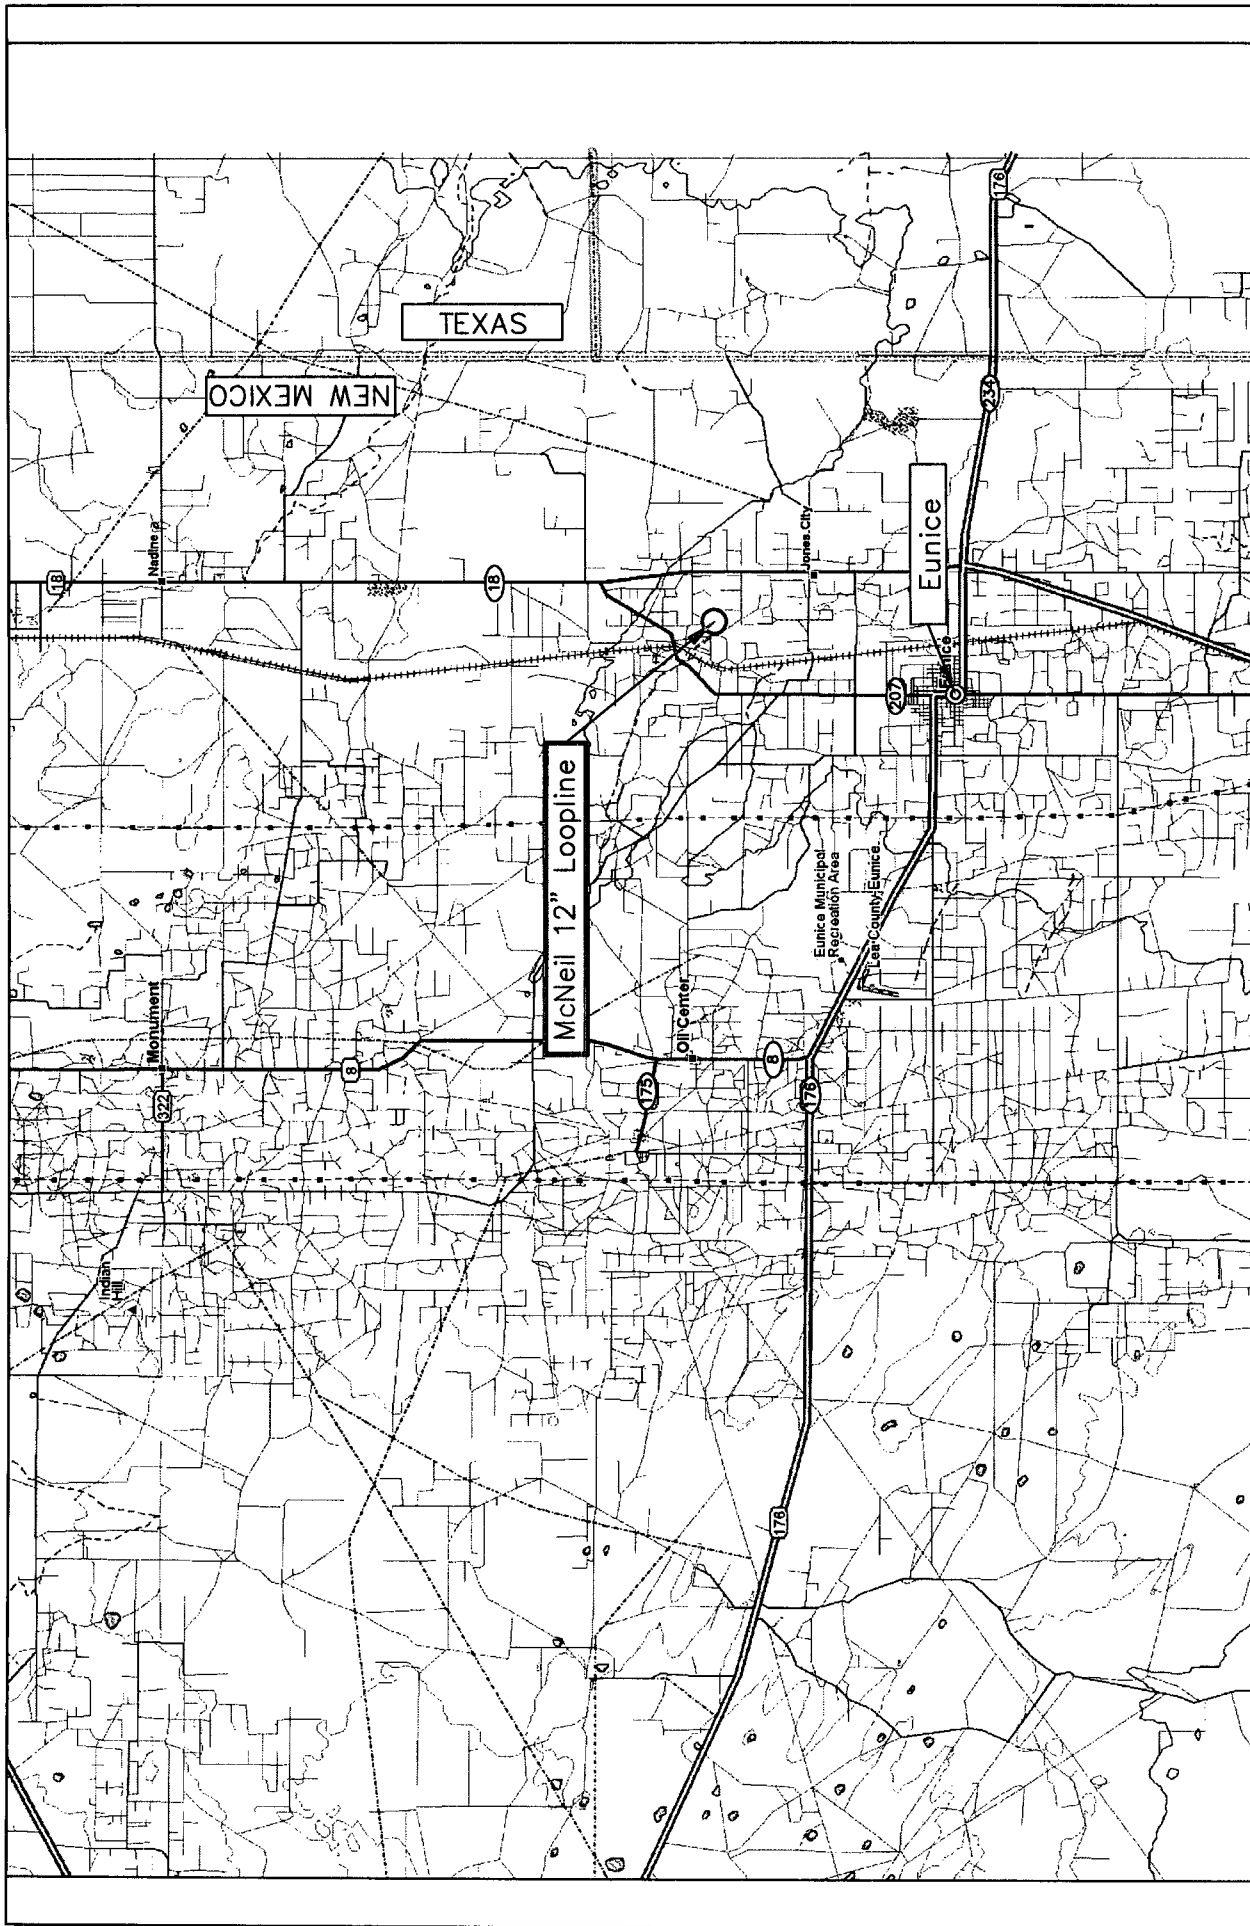 TEXAS
NEW MEXICO
18
Nadine
18
Jones City
176
234
Eunice
Eunice
207
McNeil 12" Loopline
Eunice Municipal
Recreation Area
Lea County Eunice
Monument
8
322
Oil Center
175
8
176
Indian
Hill
176